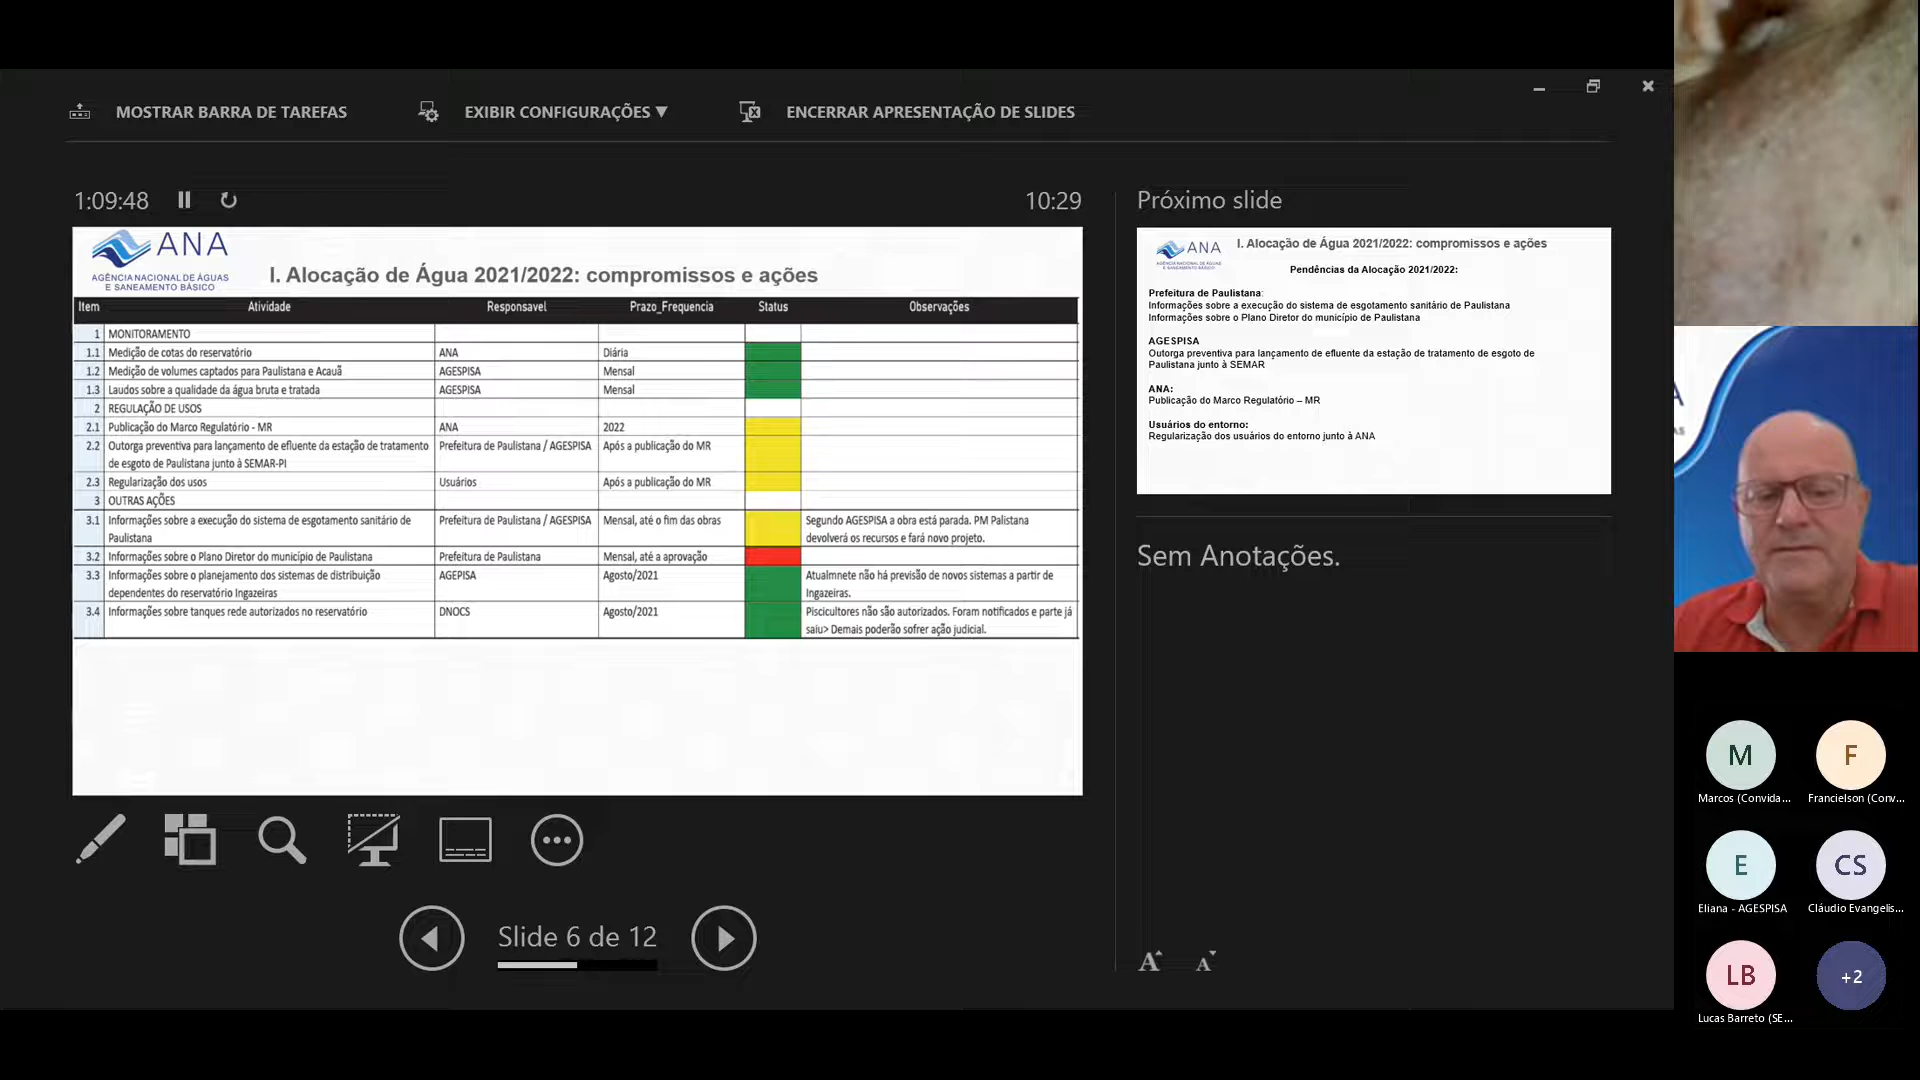 MOSTRAR BARRA DE TAREFAS
EXIBIR CONFIGURAÇÕES ▼
ENCERRAR APRESENTAÇÃO DE SLIDES
1:09:48
10:29
ANA
AGÊNCIA NACIONAL DE ÁGUAS
E SANEAMENTO BÁSICO
I. Alocação de Água 2021/2022: compromissos e ações
Item Atividade Responsavel Prazo_Frequencia Status Observações
1 MONITORAMENTO
1.1 Medição de cotas do reservatório ANA Diária
1.2 Medição de volumes captados para Paulistana e Acauã AGESPISA Mensal
1.3 Laudos sobre a qualidade da água bruta e tratada AGESPISA Mensal
2 REGULAÇÃO DE USOS
2.1 Publicação do Marco Regulatório - MR ANA 2022
2.2 Outorga preventiva para lançamento de efluente da estação de tratamento Prefeitura de Paulistana / AGESPISA Após a publicação do MR
de esgoto de Paulistana junto à SEMAR-PI
2.3 Regularização dos usos Usuários Após a publicação do MR
3 OUTRAS AÇÕES
3.1 Informações sobre a execução do sistema de esgotamento sanitário de Prefeitura de Paulistana / AGESPISA Mensal, até o fim das obras Segundo AGESPISA a obra está parada. PM Palistana
Paulistana devolverá os recursos e fará novo projeto.
3.2 Informações sobre o Plano Diretor do município de Paulistana Prefeitura de Paulistana Mensal, até a aprovação
3.3 Informações sobre o planejamento dos sistemas de distribuição AGEPISA Agosto/2021 Atualmnete não há previsão de novos sistemas a partir de
dependentes do reservatório Ingazeiras Ingazeiras.
3.4 Informações sobre tanques rede autorizados no reservatório DNOCS Agosto/2021 Piscicultores não são autorizados. Foram notificados e parte já
saiu> Demais poderão sofrer ação judicial.
Slide 6 de 12
Próximo slide
ANA
AGÊNCIA NACIONAL DE ÁGUAS
E SANEAMENTO BÁSICO
I. Alocação de Água 2021/2022: compromissos e ações
Pendências da Alocação 2021/2022:
Prefeitura de Paulistana:
Informações sobre a execução do sistema de esgotamento sanitário de Paulistana
Informações sobre o Plano Diretor do município de Paulistana
AGESPISA
Outorga preventiva para lançamento de efluente da estação de tratamento de esgoto de
Paulistana junto à SEMAR
ANA:
Publicação do Marco Regulatório – MR
Usuários do entorno:
Regularização dos usuários do entorno junto à ANA
Sem Anotações.
A A
M F
Marcos (Convida... Francielson (Conv...
E CS
Eliana - AGESPISA Cláudio Evangelis...
LB +2
Lucas Barreto (SE...